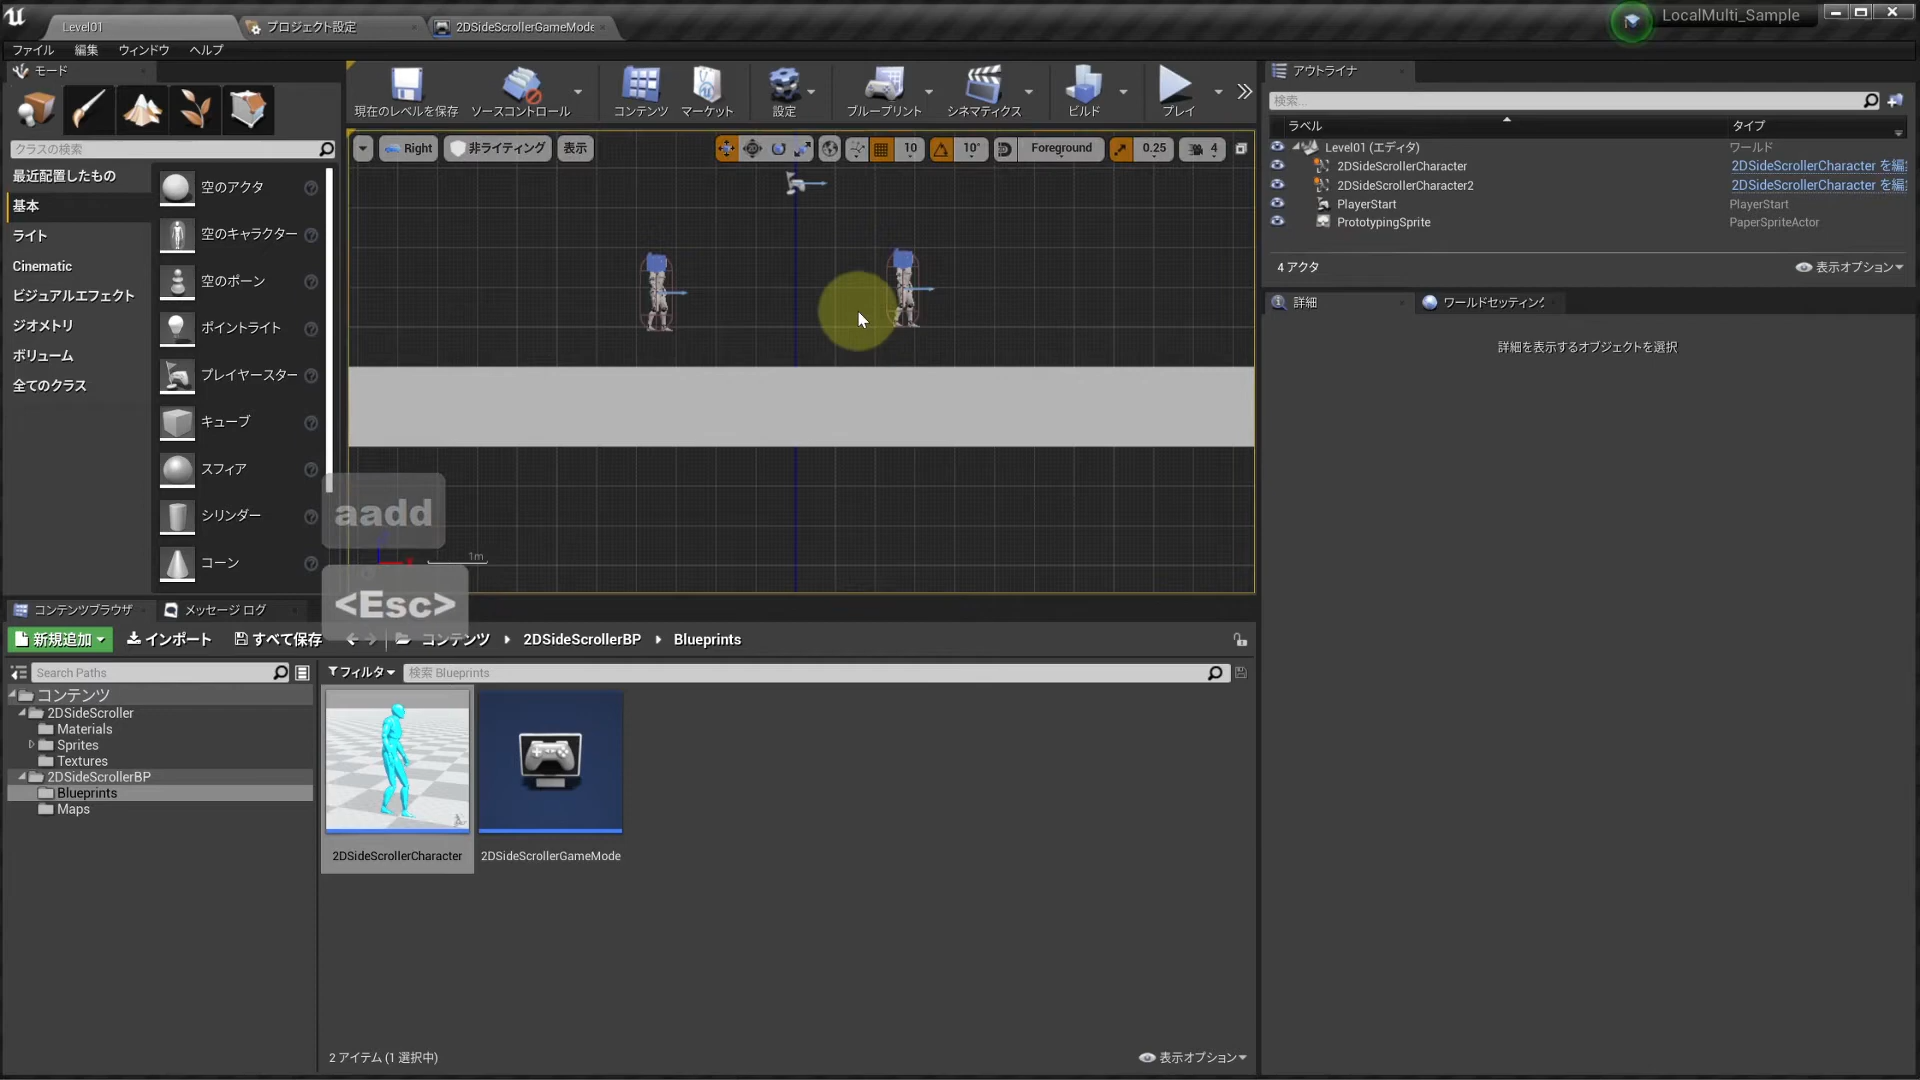 Level01
プロジェクト設定
2DSideScrollerGameMode
LocalMulti_Sample
ファイル
編集
ウィンドウ
ヘルプ
モード
現在のレベルを保存
ソースコントロール
コンテンツ
マーケット
設定
ブループリント
シネマティクス
ビルド
プレイ
クラスの検索
最近配置したもの
基本
ライト
Cinematic
ビジュアルエフェクト
ジオメトリ
ボリューム
全てのクラス
空のアクタ
空のキャラクター
空のポーン
ポイントライト
プレイヤースター
キューブ
スフィア
シリンダー
コーン
Right
非ライティング
表示
10
10°
Foreground
0.25
4
1m
aadd
<Esc>
アウトライナ
検索...
ラベル
タイプ
Level01 (エディタ)
ワールド
2DSideScrollerCharacter
2DSideScrollerCharacter を編
2DSideScrollerCharacter2
2DSideScrollerCharacter を編
PlayerStart
PlayerStart
PrototypingSprite
PaperSpriteActor
4 アクタ
表示オプション
詳細
ワールドセッティング
詳細を表示するオブジェクトを選択
コンテンツブラウザ
メッセージ ログ
新規追加
インポート
すべて保存
コンテンツ
2DSideScrollerBP
Blueprints
Search Paths
フィルタ
検索 Blueprints
コンテンツ
2DSideScroller
Materials
Sprites
Textures
2DSideScrollerBP
Blueprints
Maps
2DSideScrollerCharacter
2DSideScrollerGameMode
2 アイテム (1 選択中)
表示オプション